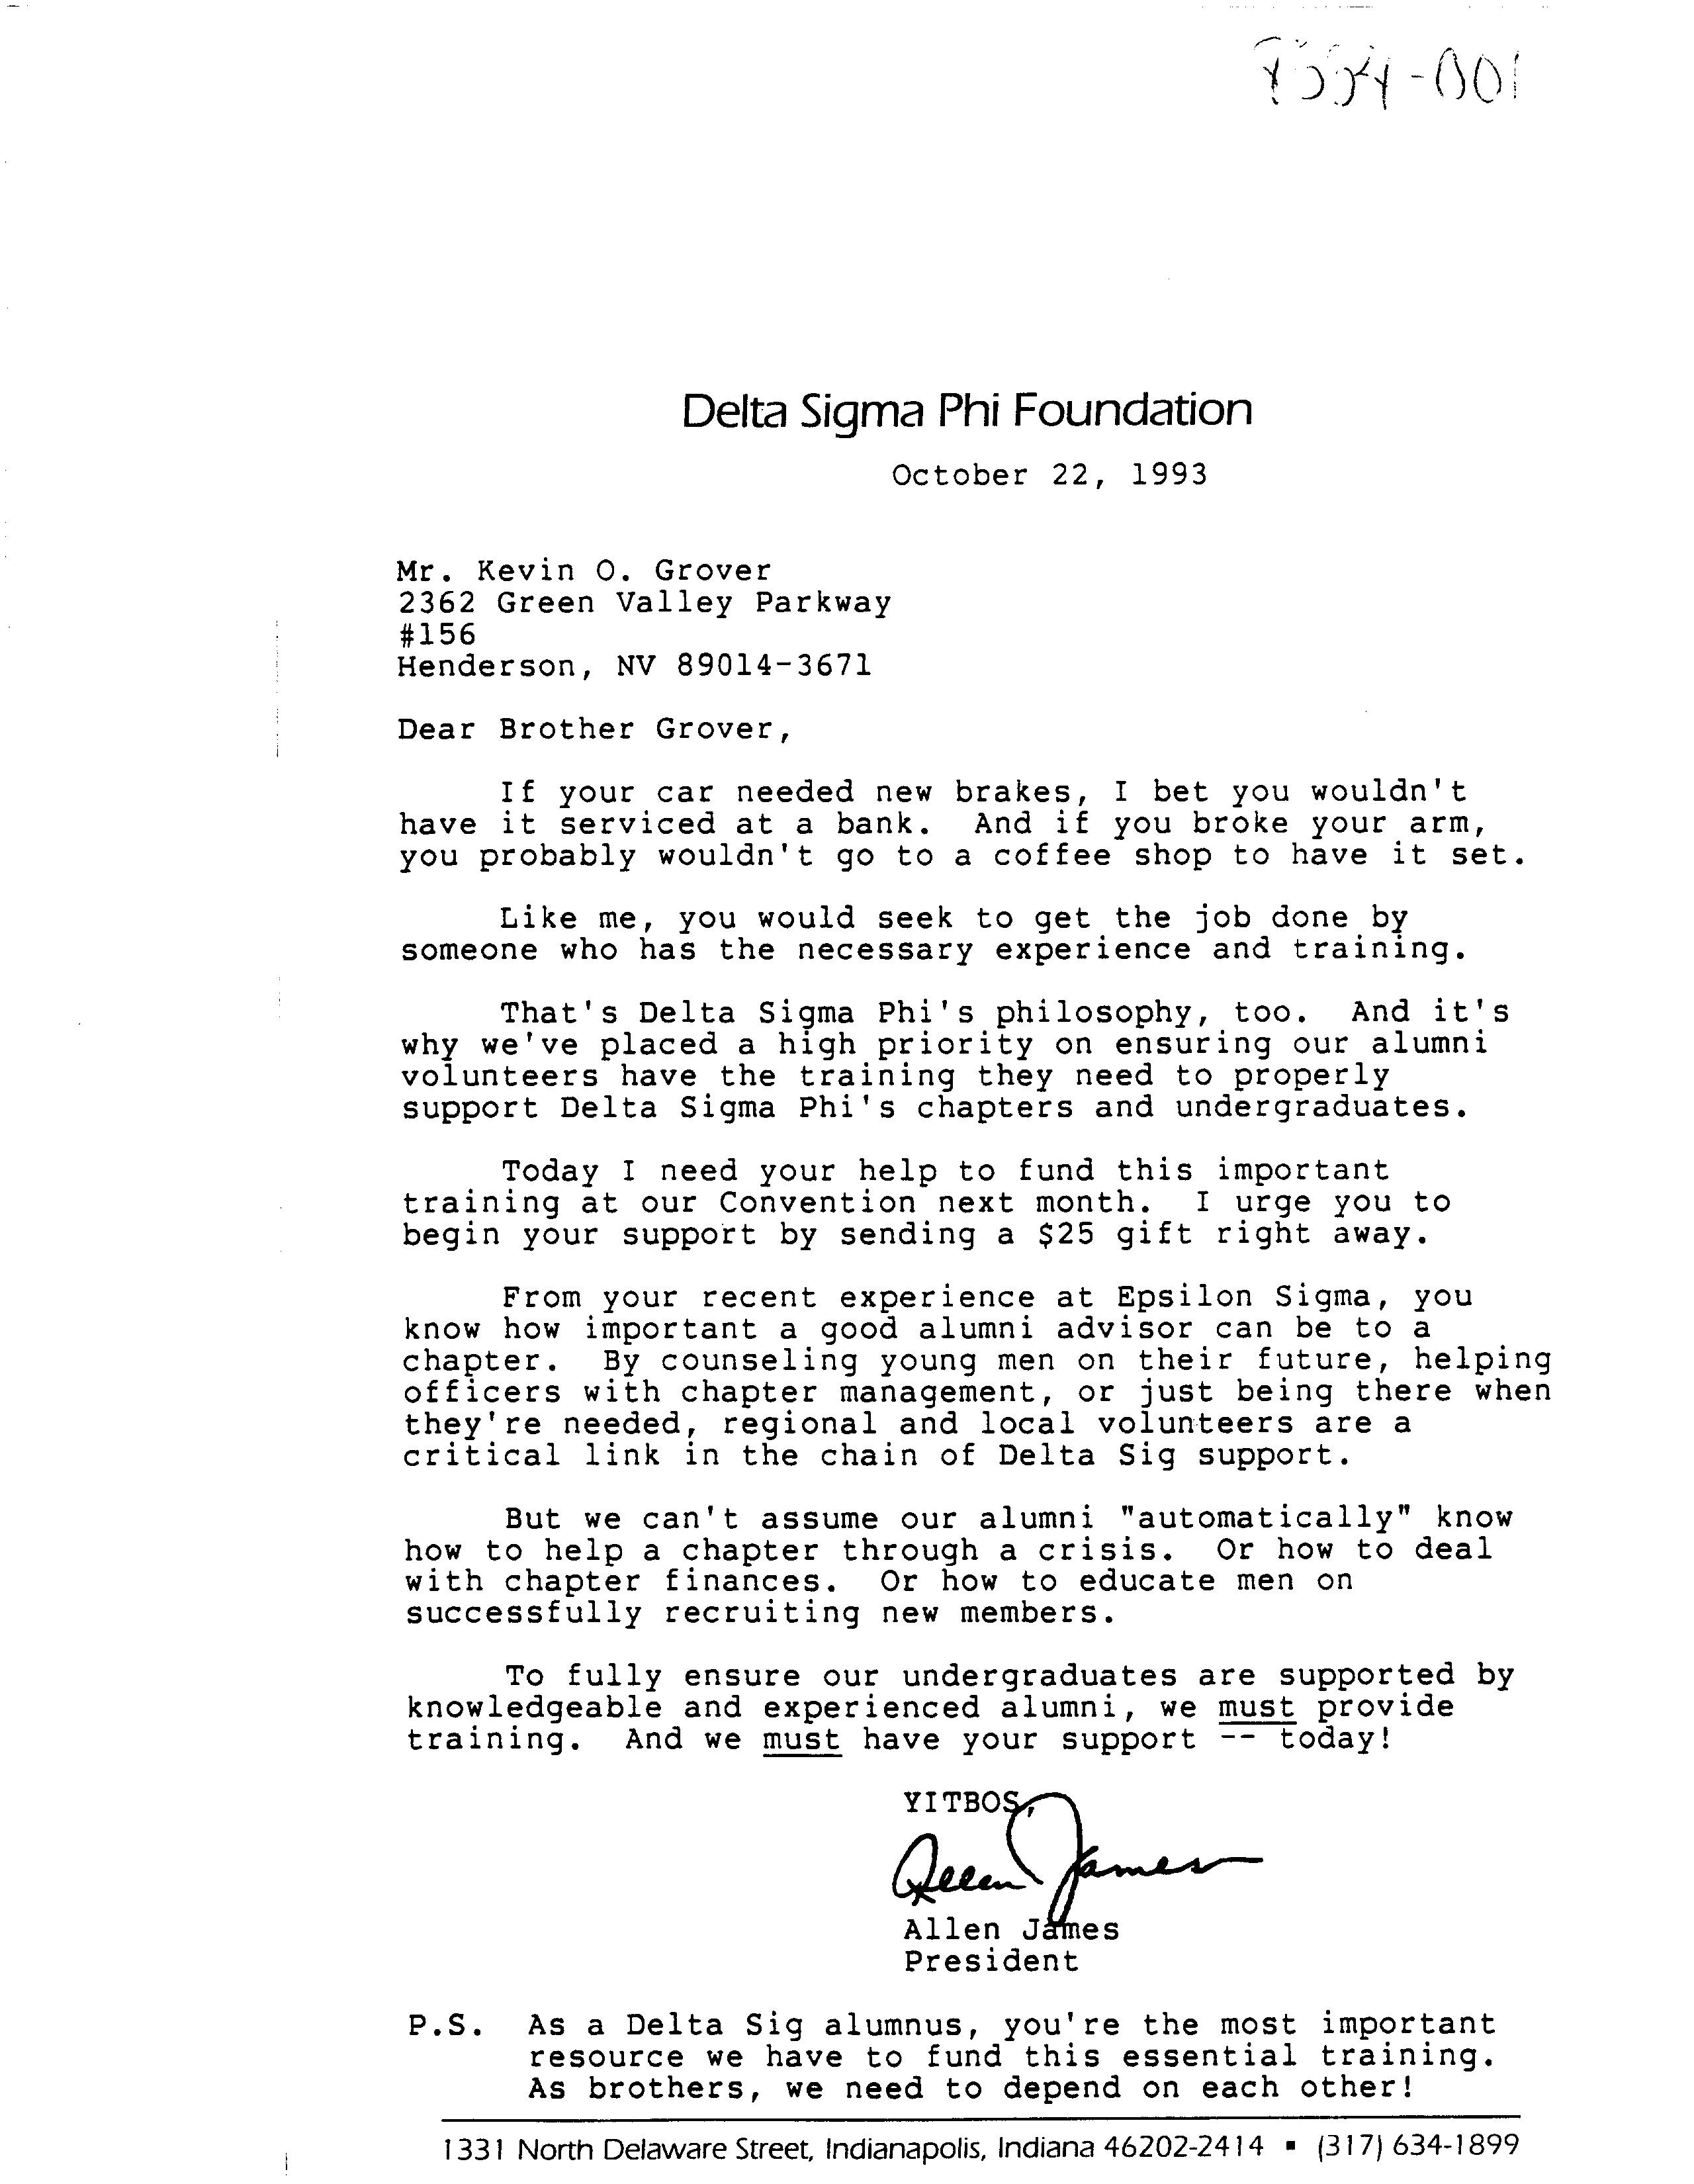 Delta Sigma Phi Foundation
October 22, 1993
Mr. Kevin O. Grover
2362 Green Valley Parkway
#156
Henderson, NV 89014-3671
Dear Brother Grover,
If your car needed new brakes, I bet you wouldn't
have it serviced at a bank. And if you broke your arm,
you probably wouldn't go to a coffee shop to have it set.
Like me, you would seek to get the job done by
someone who has the necessary experience and training.
That's Delta Sigma Phi's philosophy, too. And it's
why we've placed a high priority on ensuring our alumni
volunteers have the training they need to properly
support Delta Sigma Phi's chapters and undergraduates.
Today I need your help to fund this important
training at our Convention next month. I urge you to
begin your support by sending a $25 gift right away.
From your recent experience at Epsilon Sigma, you
know how important a good alumni advisor can be to a
chapter. By counseling young men on their future, helping
officers with chapter management, or just being there when
they're needed, regional and local volunteers are a
critical link in the chain of Delta Sig support.
But we can't assume our alumni "automatically" know
how to help a chapter through a crisis. Or how to deal
with chapter finances. Or how to educate men on
successfully recruiting new members.
To fully ensure our undergraduates are supported by
knowledgeable and experienced alumni, we must provide
training. And we must have your support -- today!
YITBOS,
Allen James
Allen James
President
P.S. As a Delta Sig alumnus, you're the most important
resource we have to fund this essential training.
As brothers, we need to depend on each other!
1331 North Delaware Street, Indianapolis, Indiana 46202-2414 ▪ (317) 634-1899